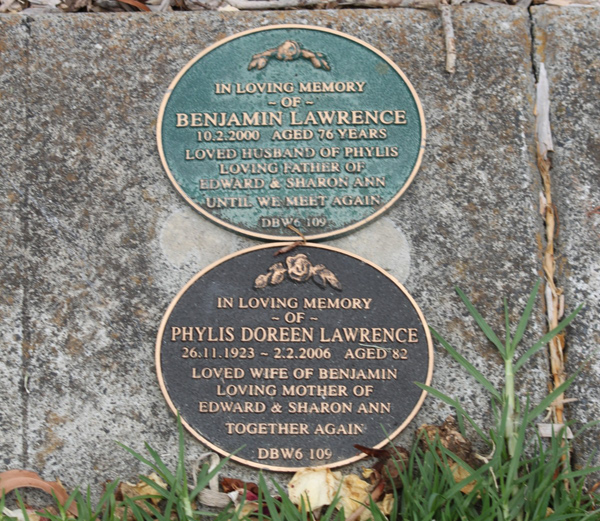 IN LOVING MEMORY
~ OF ~
BENJAMIN LAWRENCE
10.2.2000 AGED 76 YEARS
LOVED HUSBAND OF PHYLIS
LOVING FATHER OF
EDWARD & SHARON ANN
UNTIL WE MEET AGAIN
DBW6 109
IN LOVING MEMORY
~ OF ~
PHYLIS DOREEN LAWRENCE
26.11.1923 ~ 2.2.2006 AGED 82
LOVED WIFE OF BENJAMIN
LOVING MOTHER OF
EDWARD & SHARON ANN
TOGETHER AGAIN
DBW6 109